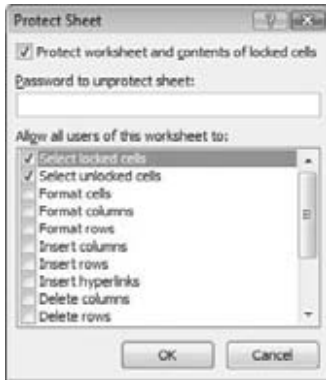 Protect Sheet
Protect worksheet and contents of locked cells
Password to unprotect sheet:
Allow all users of this worksheet to:
Select locked cells
Select unlocked cells
Format cells
Format columns
Format rows
Insert columns
Insert rows
Insert hyperlinks
Delete columns
Delete rows
OK Cancel